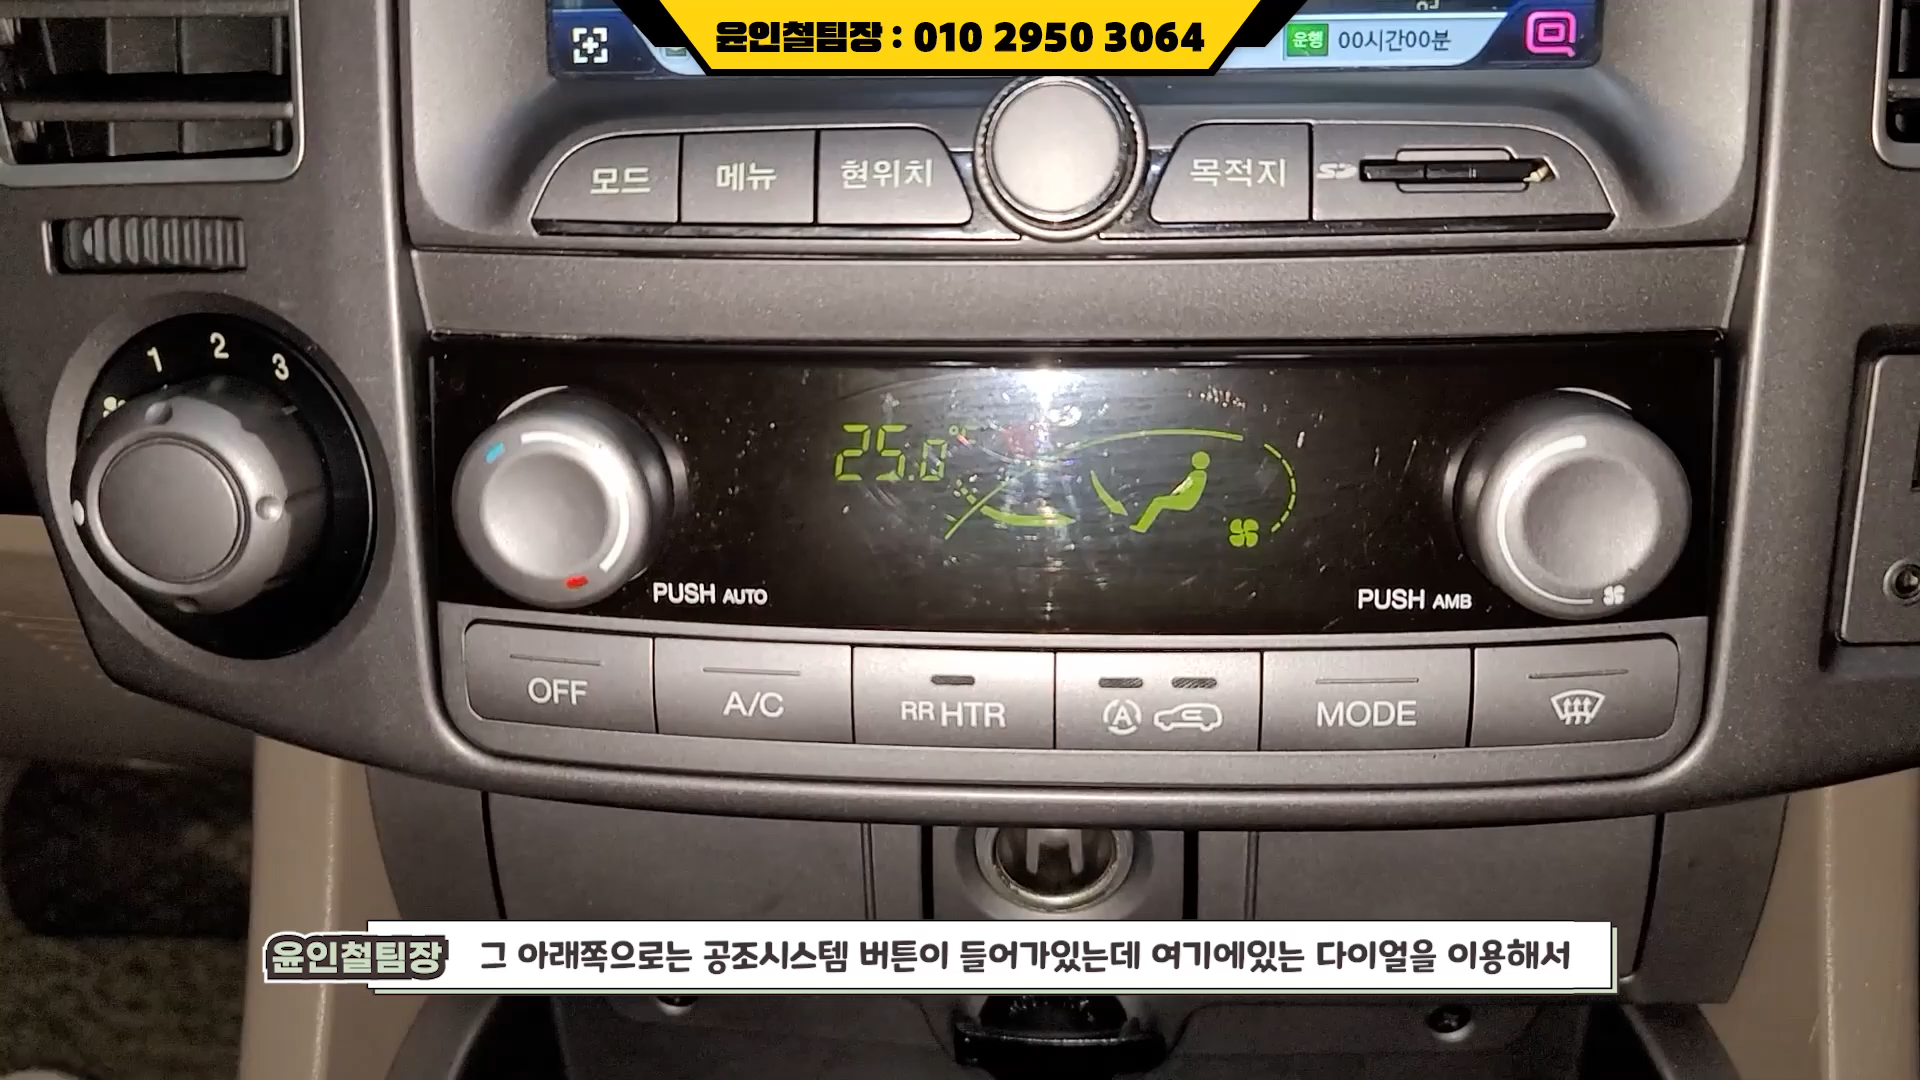 윤인철팀장 : 010 2950 3064
운행 00시간00분
모드 메뉴 현위치 목적지 SD
1 2 3
25.0°C
PUSH AUTO
PUSH AMB
OFF A/C RR HTR A MODE
윤인철팀장 그 아래쪽으로는 공조시스템 버튼이 들어가있는데 여기에있는 다이얼을 이용해서